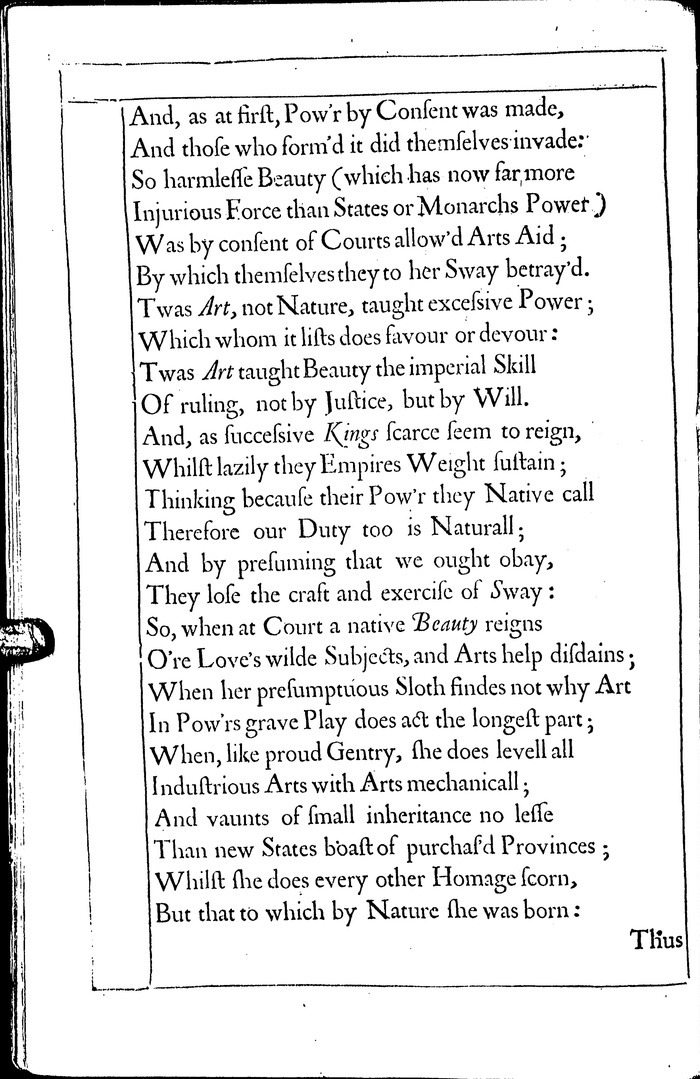 And, as at firſt, Pow'r by Conſent was made,
And thoſe who form'd it did themſelves invade:
So harmleſſe Beauty (which has now far more
Injurious Force than States or Monarchs Power)
Was by conſent of Courts allow'd Arts Aid;
By which themſelves they to her Sway betray'd.
Twas Art, not Nature, taught exceſsive Power;
Which whom it liſts does favour or devour:
Twas Art taught Beauty the imperial Skill
Of ruling, not by Juſtice, but by Will.
And, as ſucceſsive Kings ſcarce ſeem to reign,
Whilſt lazily they Empires Weight ſuſtain;
Thinking becauſe their Pow'r they Native call
Therefore our Duty too is Naturall;
And by preſuming that we ought obay,
They loſe the craft and exerciſe of Sway:
So, when at Court a native Beauty reigns
O're Love's wilde Subjects, and Arts help diſdains;
When her preſumptuous Sloth findes not why Art
In Pow'rs grave Play does act the longeſt part;
When, like proud Gentry, ſhe does levell all
Induſtrious Arts with Arts mechanicall;
And vaunts of ſmall inheritance no leſſe
Than new States boaſt of purchaſ'd Provinces;
Whilſt ſhe does every other Homage ſcorn,
But that to which by Nature ſhe was born:
Thus